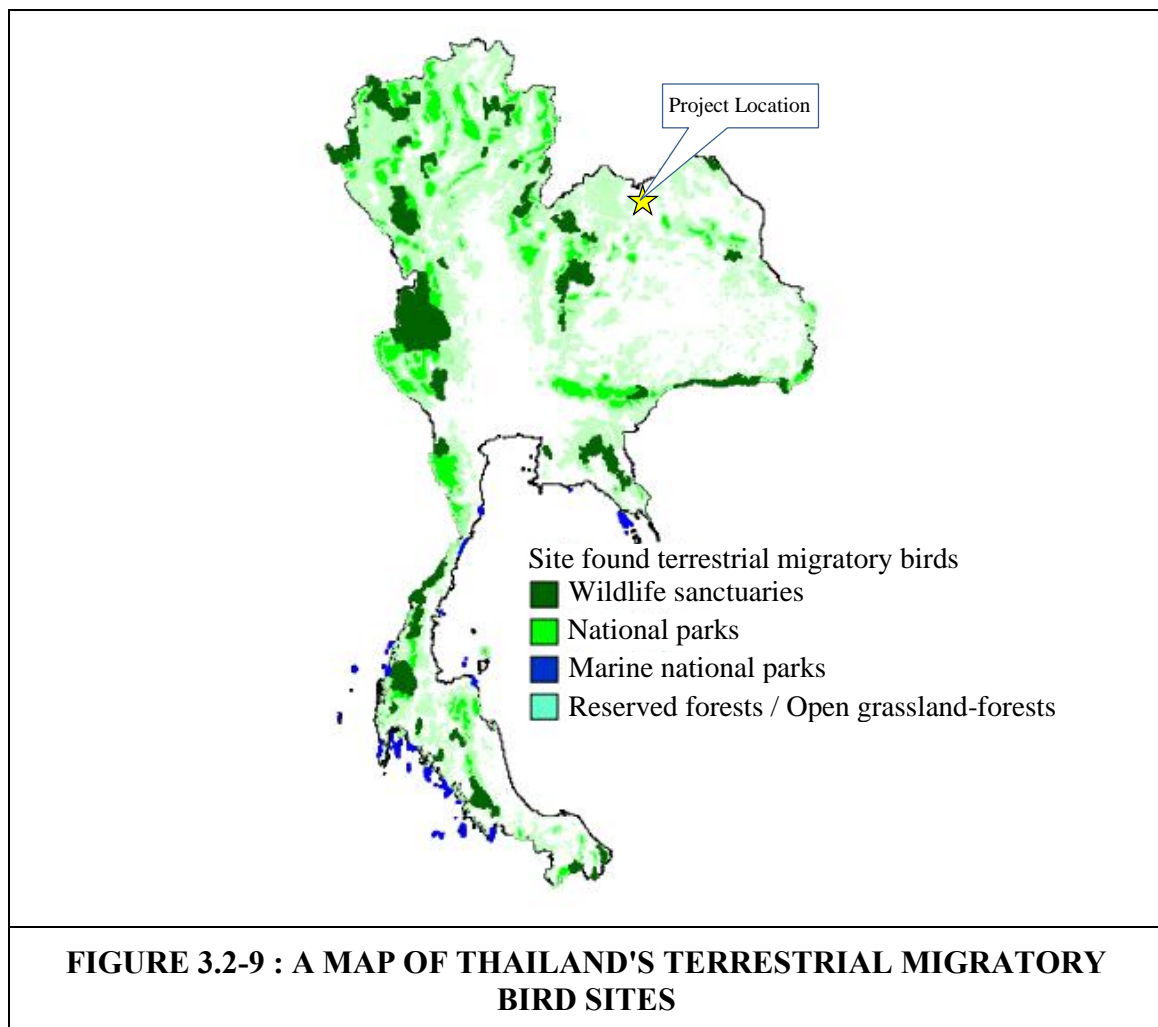 Project Location
Site found terrestrial migratory birds
Wildlife sanctuaries
National parks
Marine national parks
Reserved forests / Open grassland-forests
FIGURE 3.2-9 : A MAP OF THAILAND'S TERRESTRIAL MIGRATORY
BIRD SITES